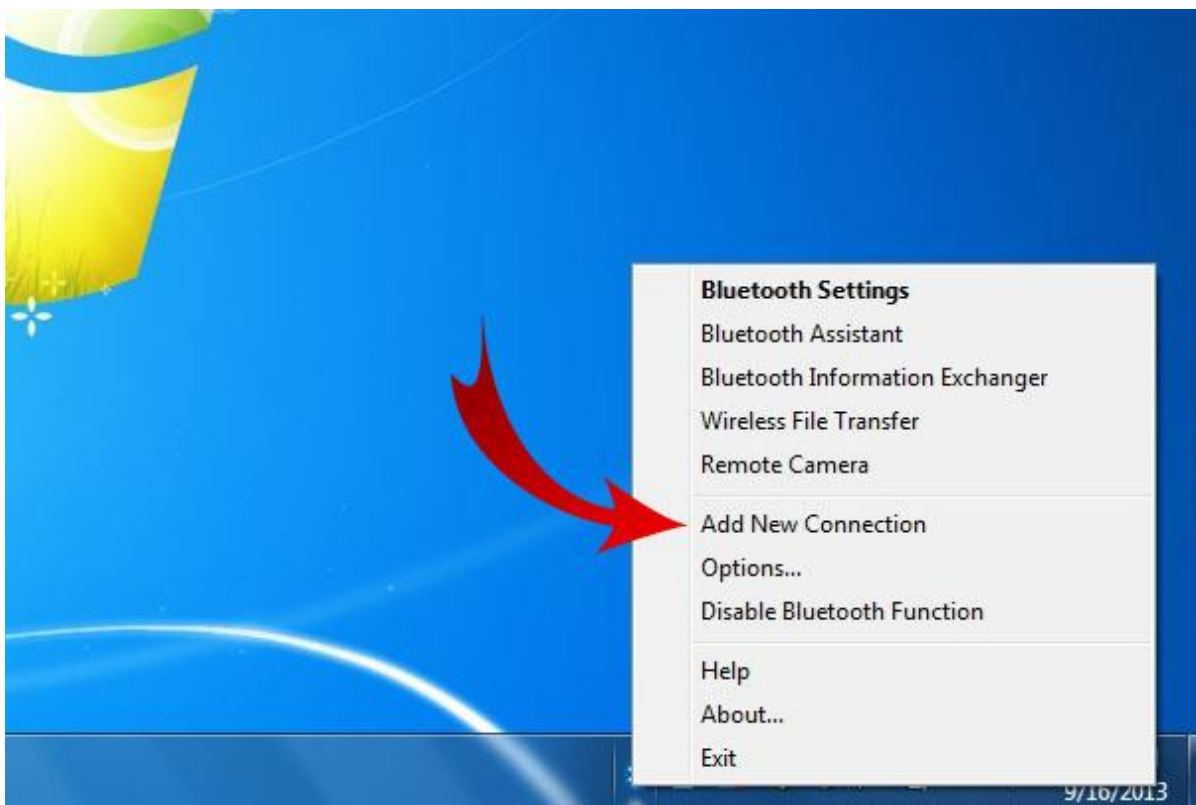 Bluetooth Settings
Bluetooth Assistant
Bluetooth Information Exchanger
Wireless File Transfer
Remote Camera
Add New Connection
Options...
Disable Bluetooth Function
Help
About...
Exit
9/16/2013